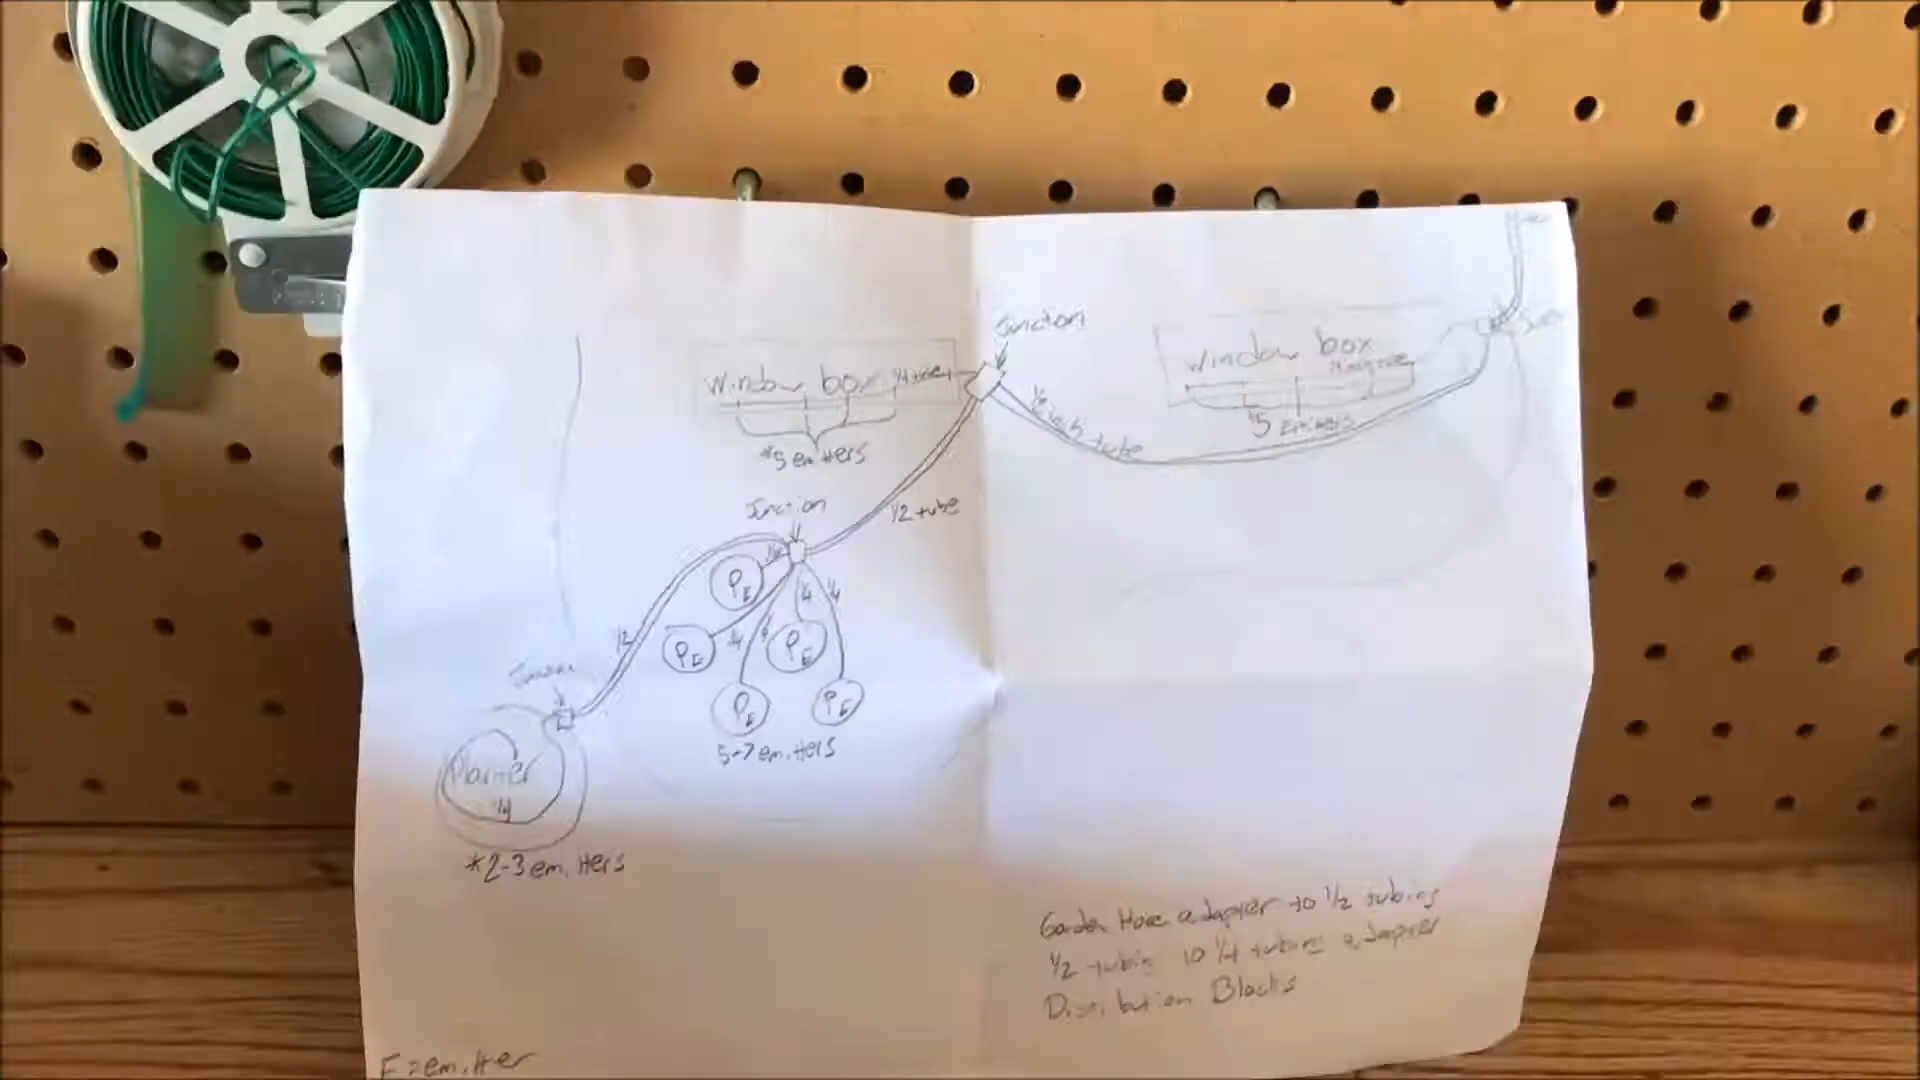 Junction
window box
window box 1/4 tube
1/2 inch tube
5 Emitters
*5 emitters
Junction
1/2 tube
1/4
PE
1/4
1/4
PE
1/4
PE
1/2
PE
PE
5-7 emitters
Planter
1/4
*2-3 emitters
Garden Hose adapter to 1/2 tubing
1/2 tubing to 1/4 tubing adapter
Distribution Blocks
E = emitter